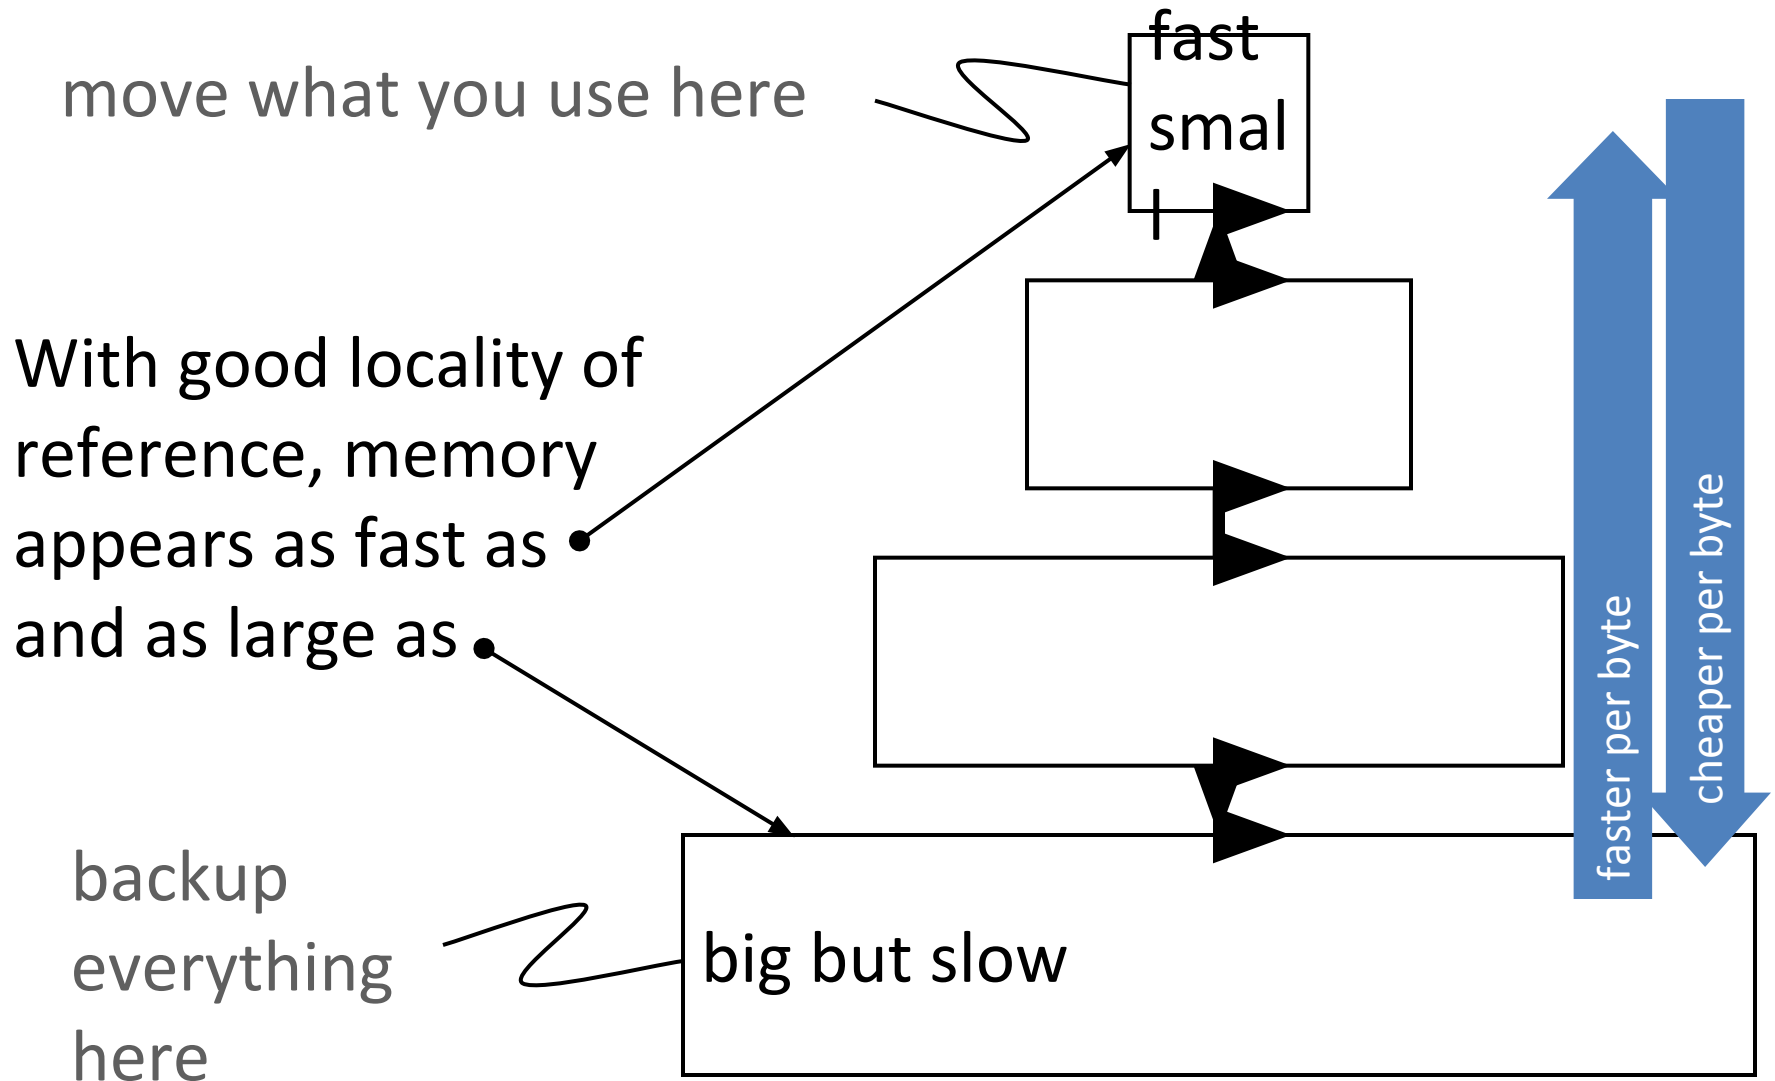 fast
smal
l
move what you use here
With good locality of
reference, memory
appears as fast as
and as large as
faster per byte
cheaper per byte
backup
everything
here
big but slow